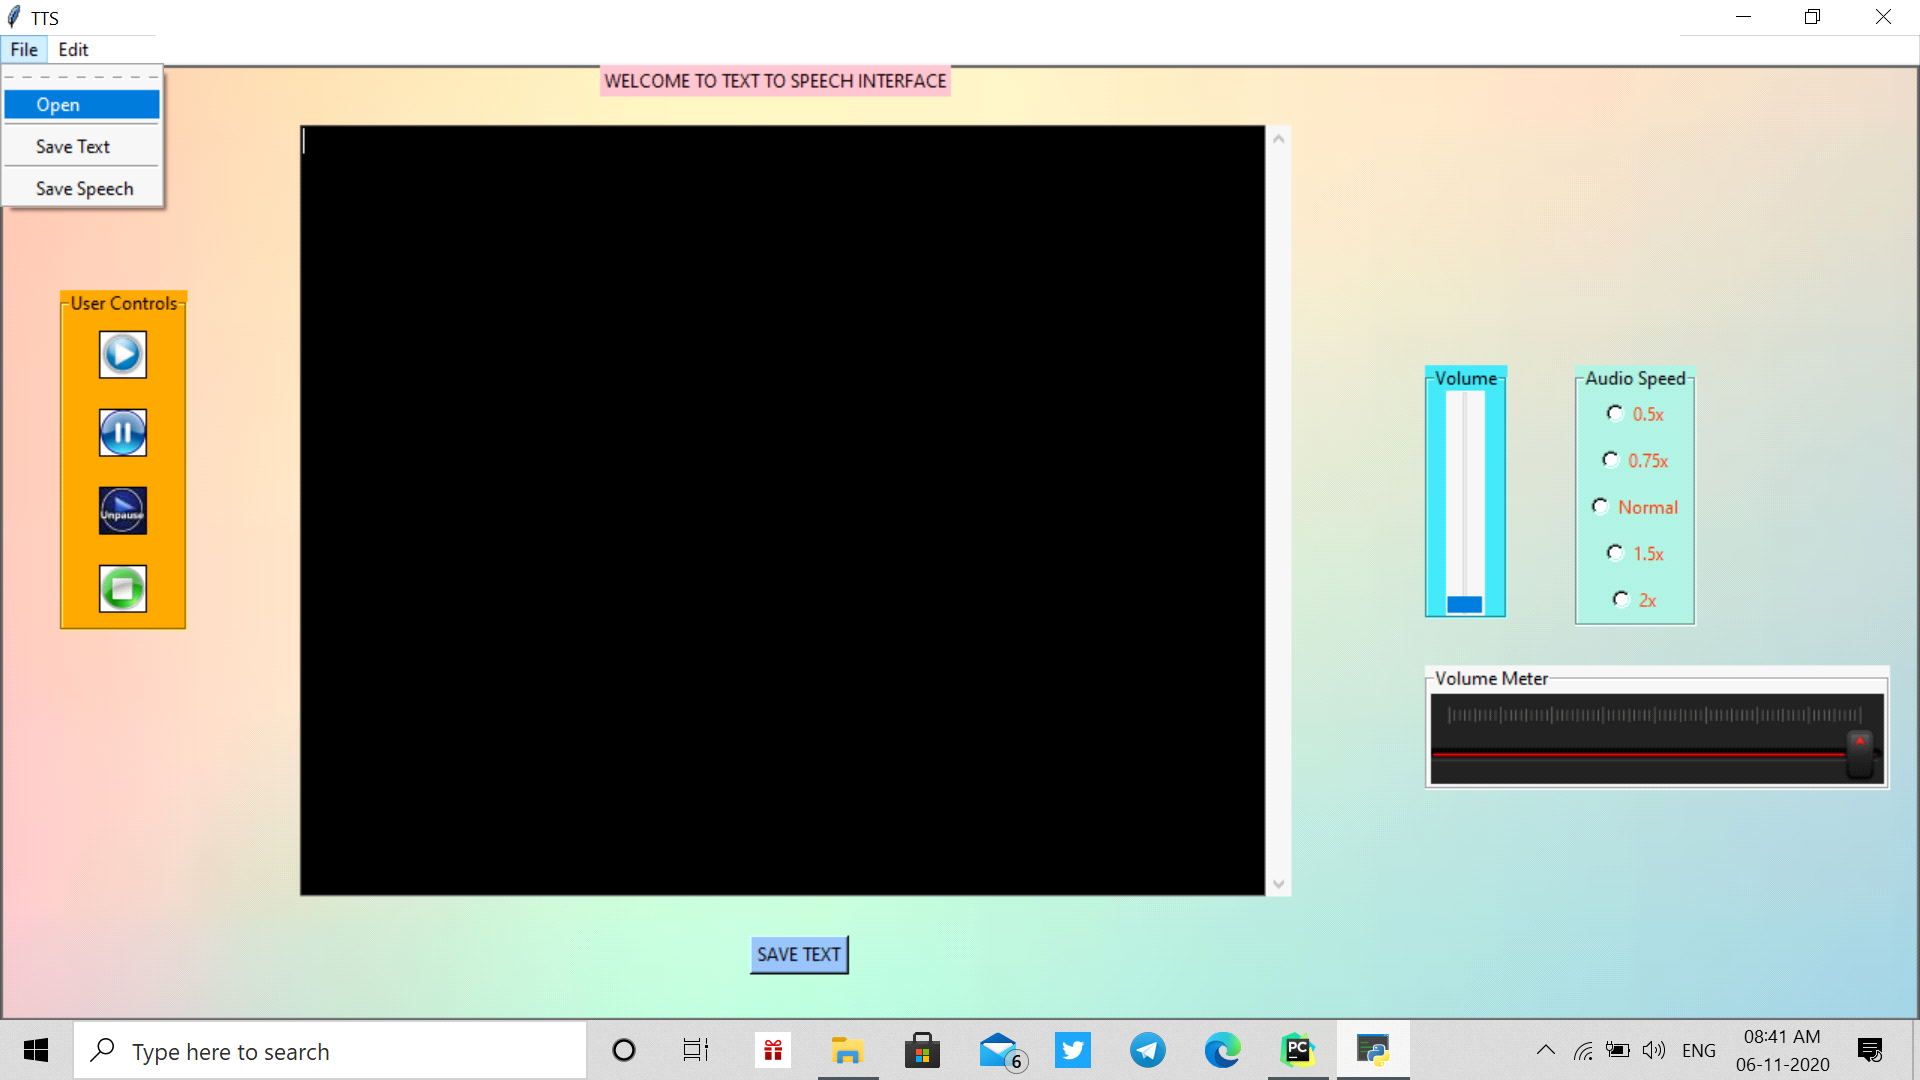 TTS
File Edit
Open
Save Text
Save Speech
WELCOME TO TEXT TO SPEECH INTERFACE
User Controls
Unpause
Volume
Audio Speed
0.5x
0.75x
Normal
1.5x
2x
Volume Meter
SAVE TEXT
Type here to search
6
PC
ENG
08:41 AM
06-11-2020